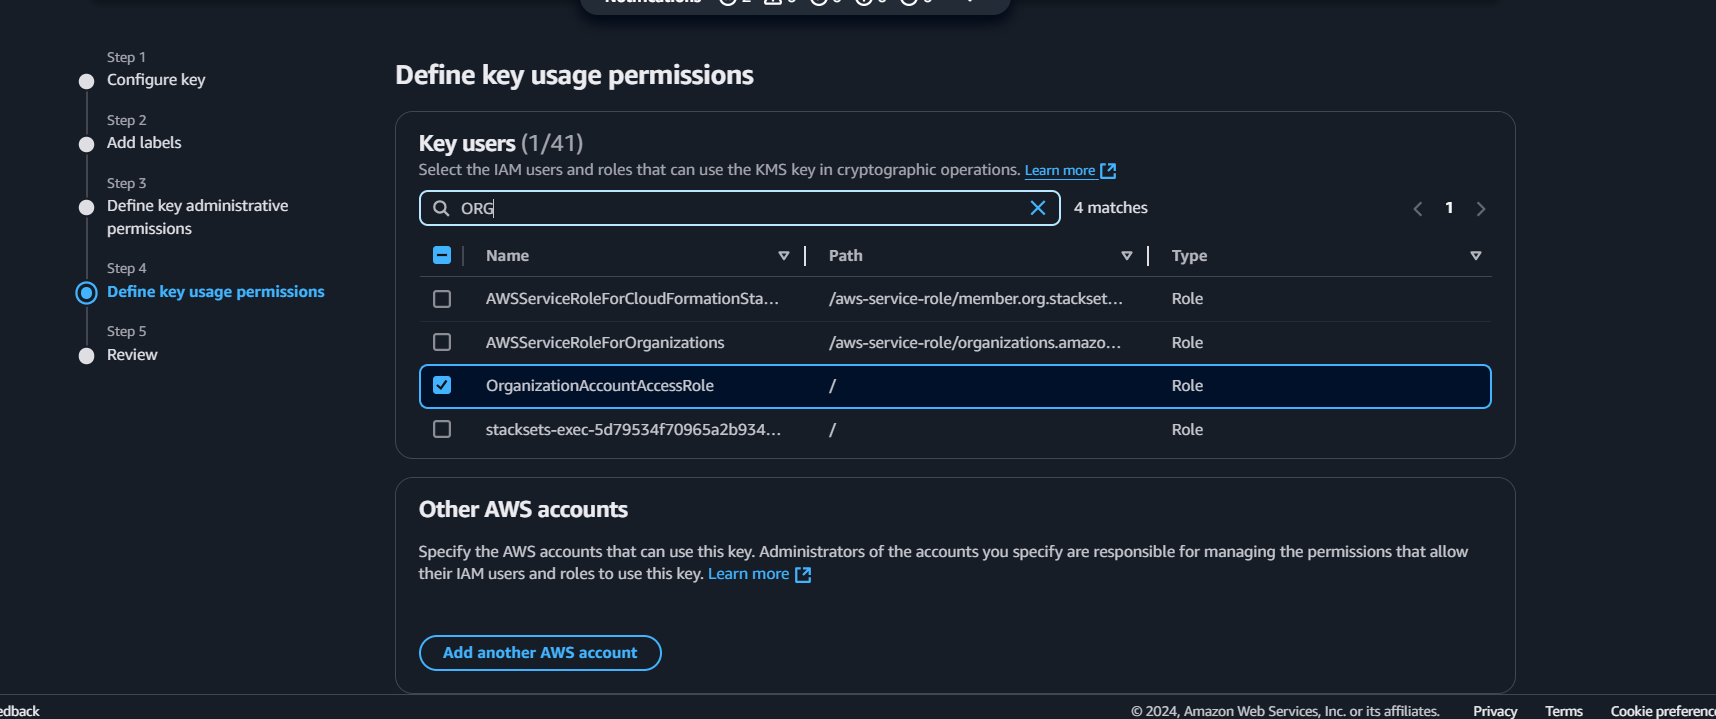 Notifications
Step 1
Configure key
Step 2
Add labels
Step 3
Define key administrative
permissions
Step 4
Define key usage permissions
Step 5
Review
Define key usage permissions
Key users (1/41)
Select the IAM users and roles that can use the KMS key in cryptographic operations. Learn more
ORG
4 matches
1
Name Path Type
AWSServiceRoleForCloudFormationSta... /aws-service-role/member.org.stackset... Role
AWSServiceRoleForOrganizations /aws-service-role/organizations.amazo... Role
OrganizationAccountAccessRole / Role
stacksets-exec-5d79534f70965a2b934... / Role
Other AWS accounts
Specify the AWS accounts that can use this key. Administrators of the accounts you specify are responsible for managing the permissions that allow
their IAM users and roles to use this key. Learn more
Add another AWS account
edback © 2024, Amazon Web Services, Inc. or its affiliates. Privacy Terms Cookie preferenc